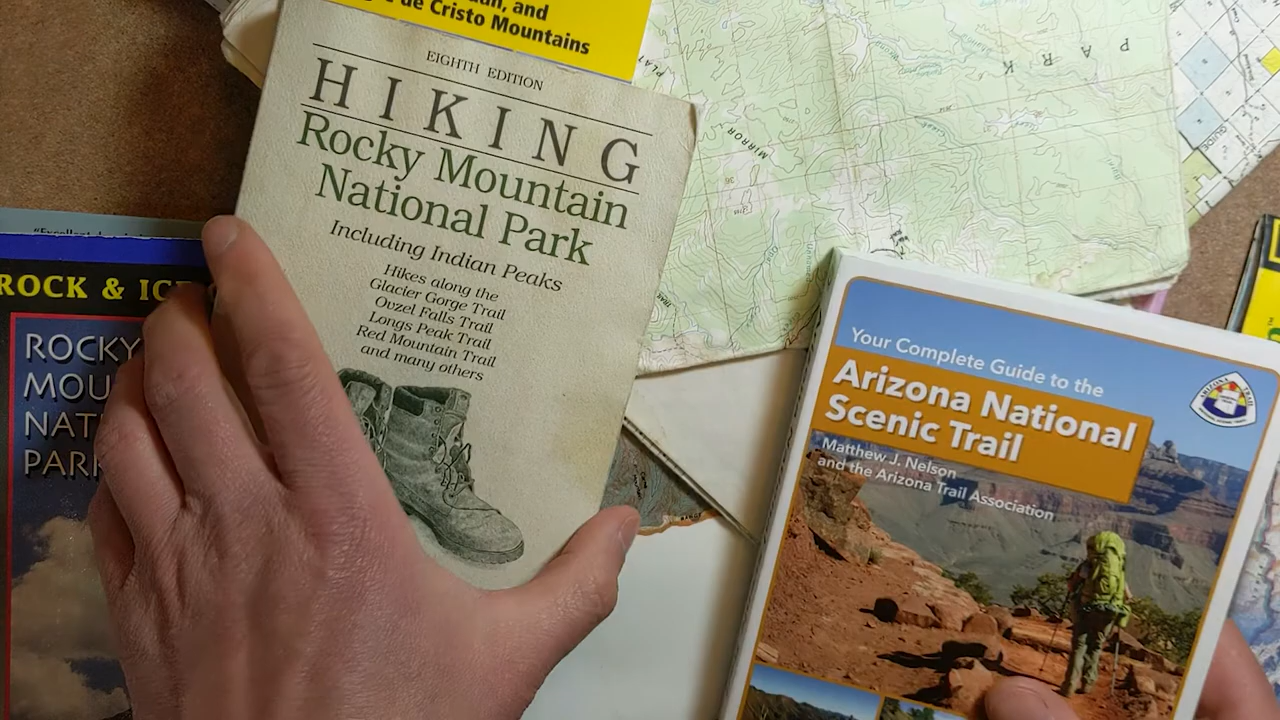 and
de Cristo Mountains
EIGHTH EDITION
HIKING
Rocky Mountain
National Park
Including Indian Peaks
Hikes along the
Glacier Gorge Trail
Ouzel Falls Trail
Longs Peak Trail
Red Mountain Trail
and many others
ROCK &
ROCKY
MOU
NAT
PARK
PARK
MIRROR
Your Complete Guide to the
Arizona National
Scenic Trail
Matthew J. Nelson
and the Arizona Trail Association